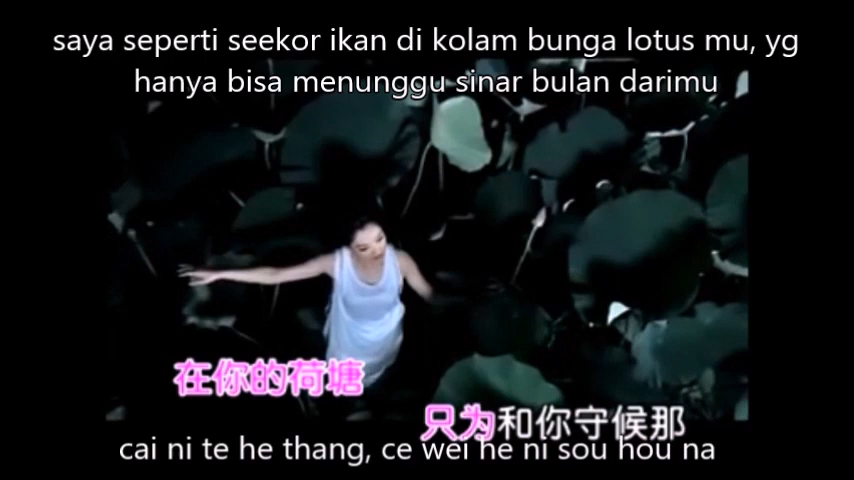 saya seperti seekor ikan di kolam bunga lotus mu, yg
hanya bisa menunggu sinar bulan darimu
在你的荷塘
只为和你守候那
cai ni te he thang, ce wei he ni sou hou na